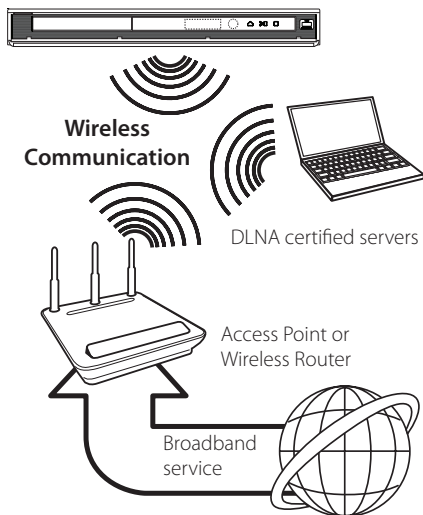 Wireless
Communication
DLNA certified servers
Access Point or
Wireless Router
Broadband
service